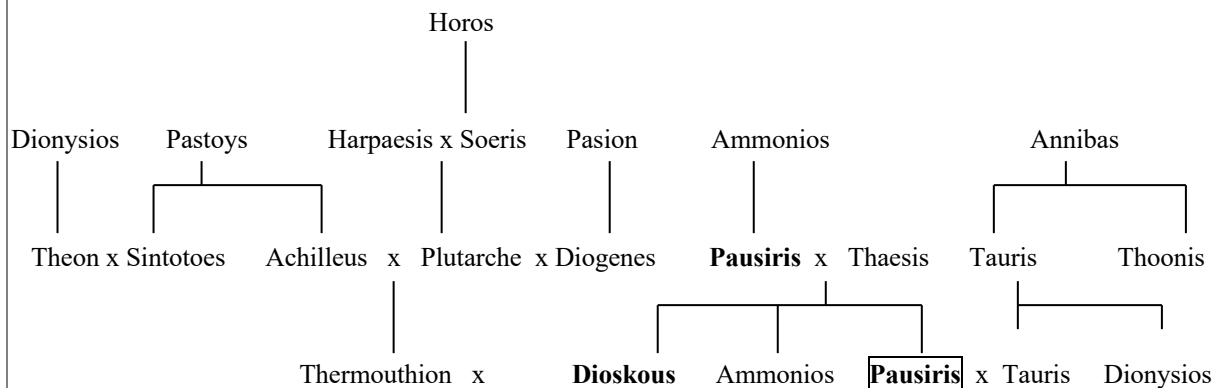 Horos
Dionysios Pastoys Harpaesis x Soeris Pasion Ammonios Annibas
Theon x Sintotoes Achilleus x Plutarche x Diogenes Pausiris x Thaesis Tauris Thoonis
Thermouthion x Dioskous Ammonios Pausiris x Tauris Dionysios